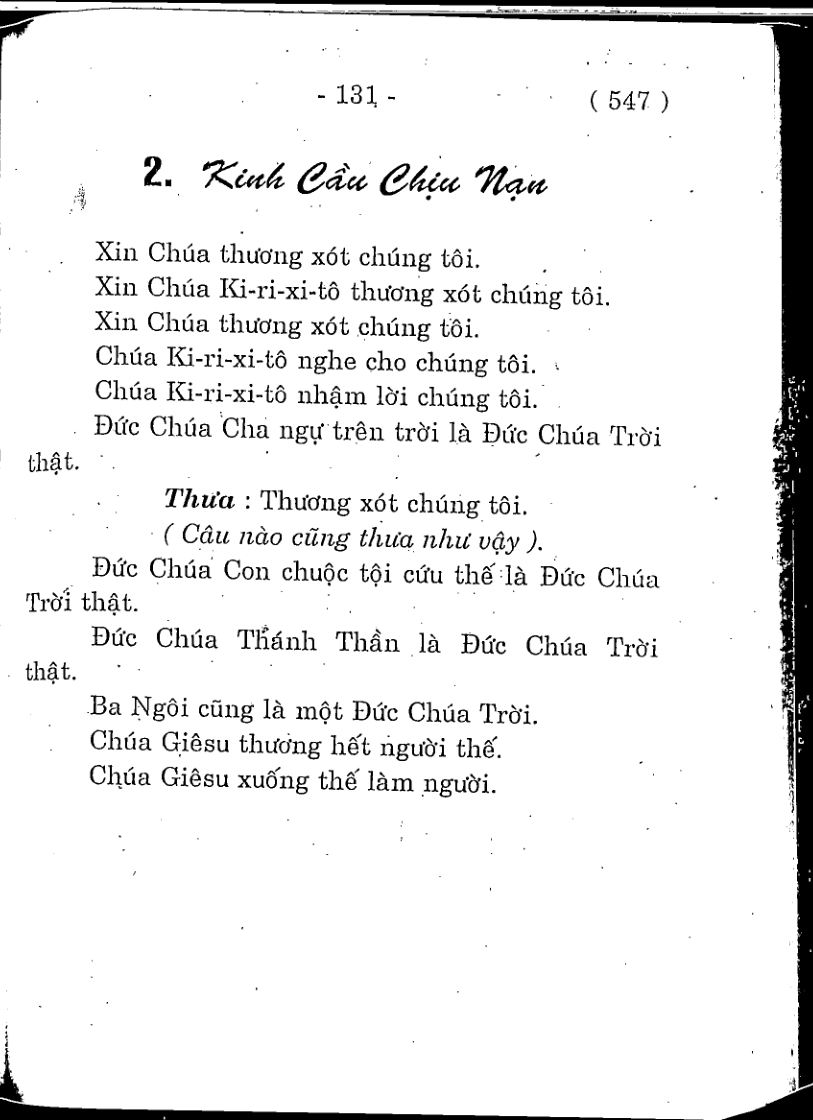 - 131 -
( 547 )
2. Kinh Cầu Chịu Nạn
Xin Chúa thương xót chúng tôi.
Xin Chúa Ki-ri-xi-tô thương xót chúng tôi.
Xin Chúa thương xót chúng tôi.
Chúa Ki-ri-xi-tô nghe cho chúng tôi.
Chúa Ki-ri-xi-tô nhậm lời chúng tôi.
Đức Chúa Cha ngự trên trời là Đức Chúa Trời
thật.
Thưa : Thương xót chúng tôi.
( Câu nào cũng thưa như vậy ).
Đức Chúa Con chuộc tội cứu thế là Đức Chúa
Trời thật.
Đức Chúa Thánh Thần là Đức Chúa Trời
thật.
Ba Ngôi cũng là một Đức Chúa Trời.
Chúa Giêsu thương hết người thế.
Chúa Giêsu xuống thế làm người.